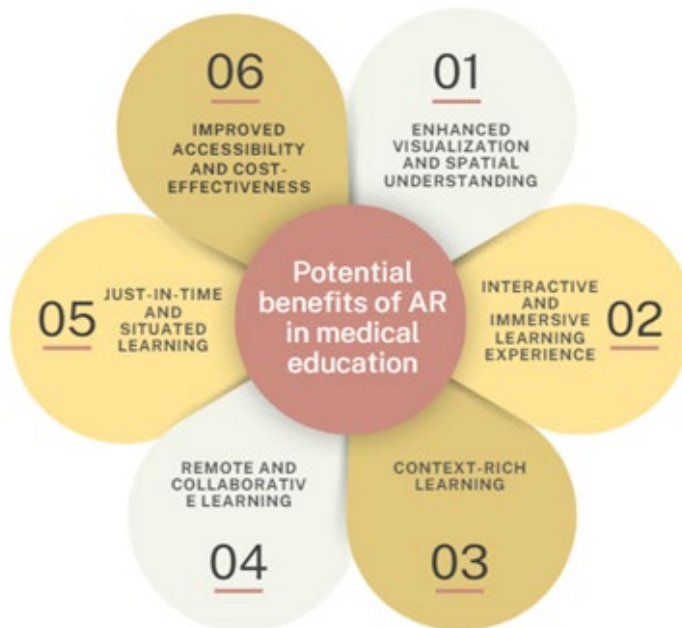 Potential
benefits of AR
in medical
education
01
ENHANCED
VISUALIZATION
AND SPATIAL
UNDERSTANDING
INTERACTIVE
AND
IMMERSIVE
LEARNING
EXPERIENCE
02
CONTEXT-RICH
LEARNING
03
REMOTE AND
COLLABORATIV
E LEARNING
04
05
JUST-IN-TIME
AND
SITUATED
LEARNING
06
IMPROVED
ACCESSIBILITY
AND COST-
EFFECTIVENESS